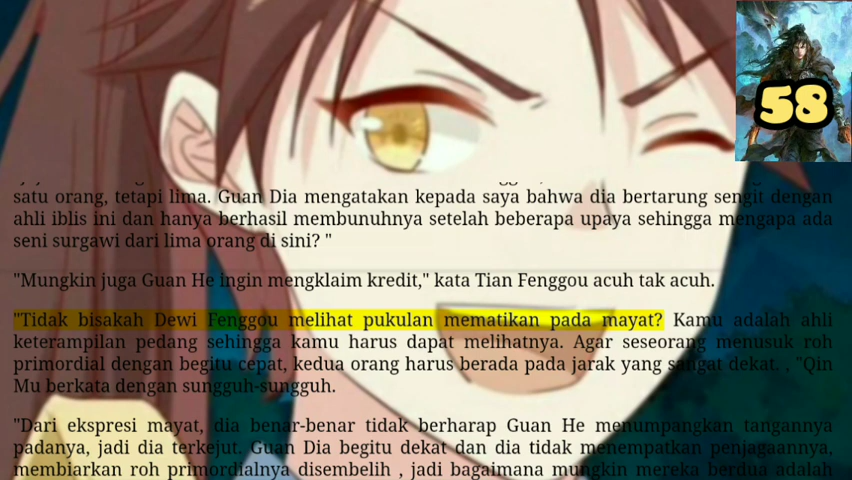 58
satu orang, tetapi lima. Guan Dia mengatakan kepada saya bahwa dia bertarung sengit dengan
ahli iblis ini dan hanya berhasil membunuhnya setelah beberapa upaya sehingga mengapa ada
seni surgawi dari lima orang di sini? "
"Mungkin juga Guan He ingin mengklaim kredit," kata Tian Fenggou acuh tak acuh.
"Tidak bisakah Dewi Fenggou melihat pukulan mematikan pada mayat? Kamu adalah ahli
keterampilan pedang sehingga kamu harus dapat melihatnya. Agar seseorang menusuk roh
primordial dengan begitu cepat, kedua orang harus berada pada jarak yang sangat dekat. , "Qin
Mu berkata dengan sungguh-sungguh.
"Dari ekspresi mayat, dia benar-benar tidak berharap Guan He menumpangkan tangannya
padanya, jadi dia terkejut. Guan Dia begitu dekat dan dia tidak menempatkan penjagaannya,
membiarkan roh primordialnya disembelih , jadi bagaimana mungkin mereka berdua adalah